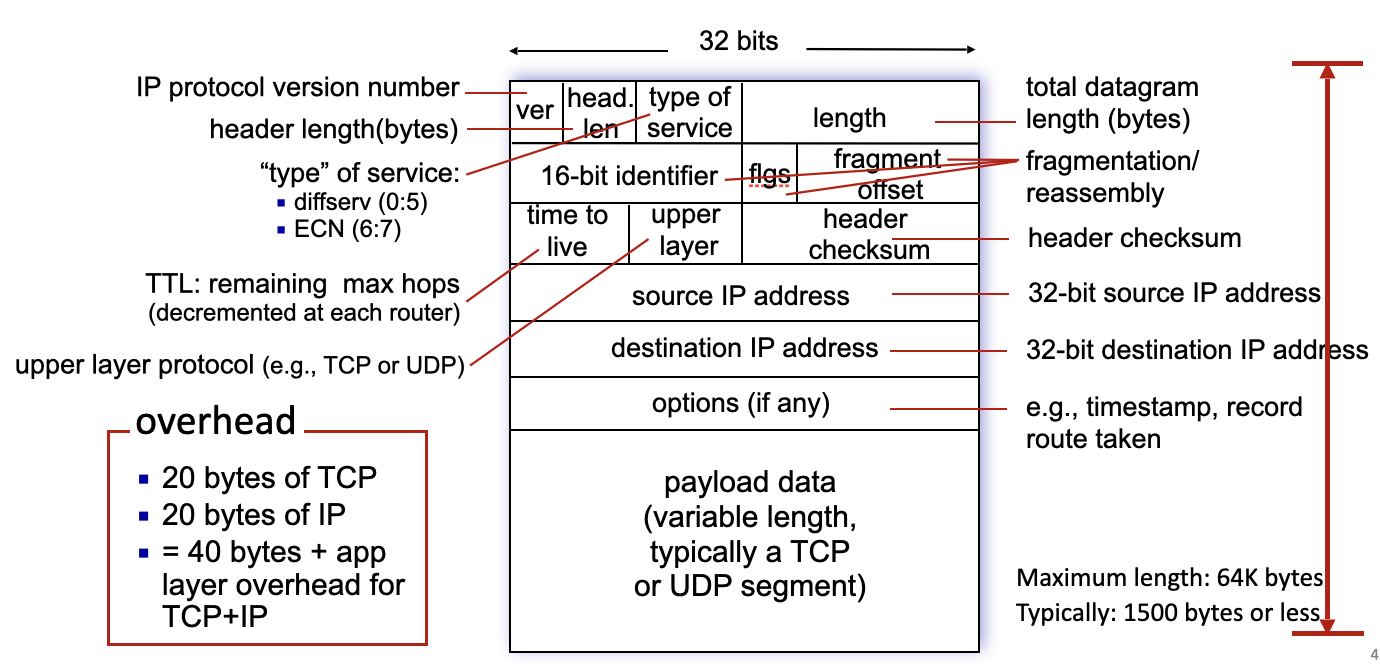 32 bits
IP protocol version number
header length(bytes)
“type” of service:
▪ diffserv (0:5)
▪ ECN (6:7)
TTL: remaining max hops
(decremented at each router)
upper layer protocol (e.g., TCP or UDP)
overhead
▪ 20 bytes of TCP
▪ 20 bytes of IP
▪ = 40 bytes + app
layer overhead for
TCP+IP
ver
head.
len
type of
service
length
16-bit identifier
flgs
fragment
offset
time to
live
upper
layer
header
checksum
source IP address
destination IP address
options (if any)
payload data
(variable length,
typically a TCP
or UDP segment)
total datagram
length (bytes)
fragmentation/
reassembly
header checksum
32-bit source IP address
32-bit destination IP address
e.g., timestamp, record
route taken
Maximum length: 64K bytes
Typically: 1500 bytes or less
4